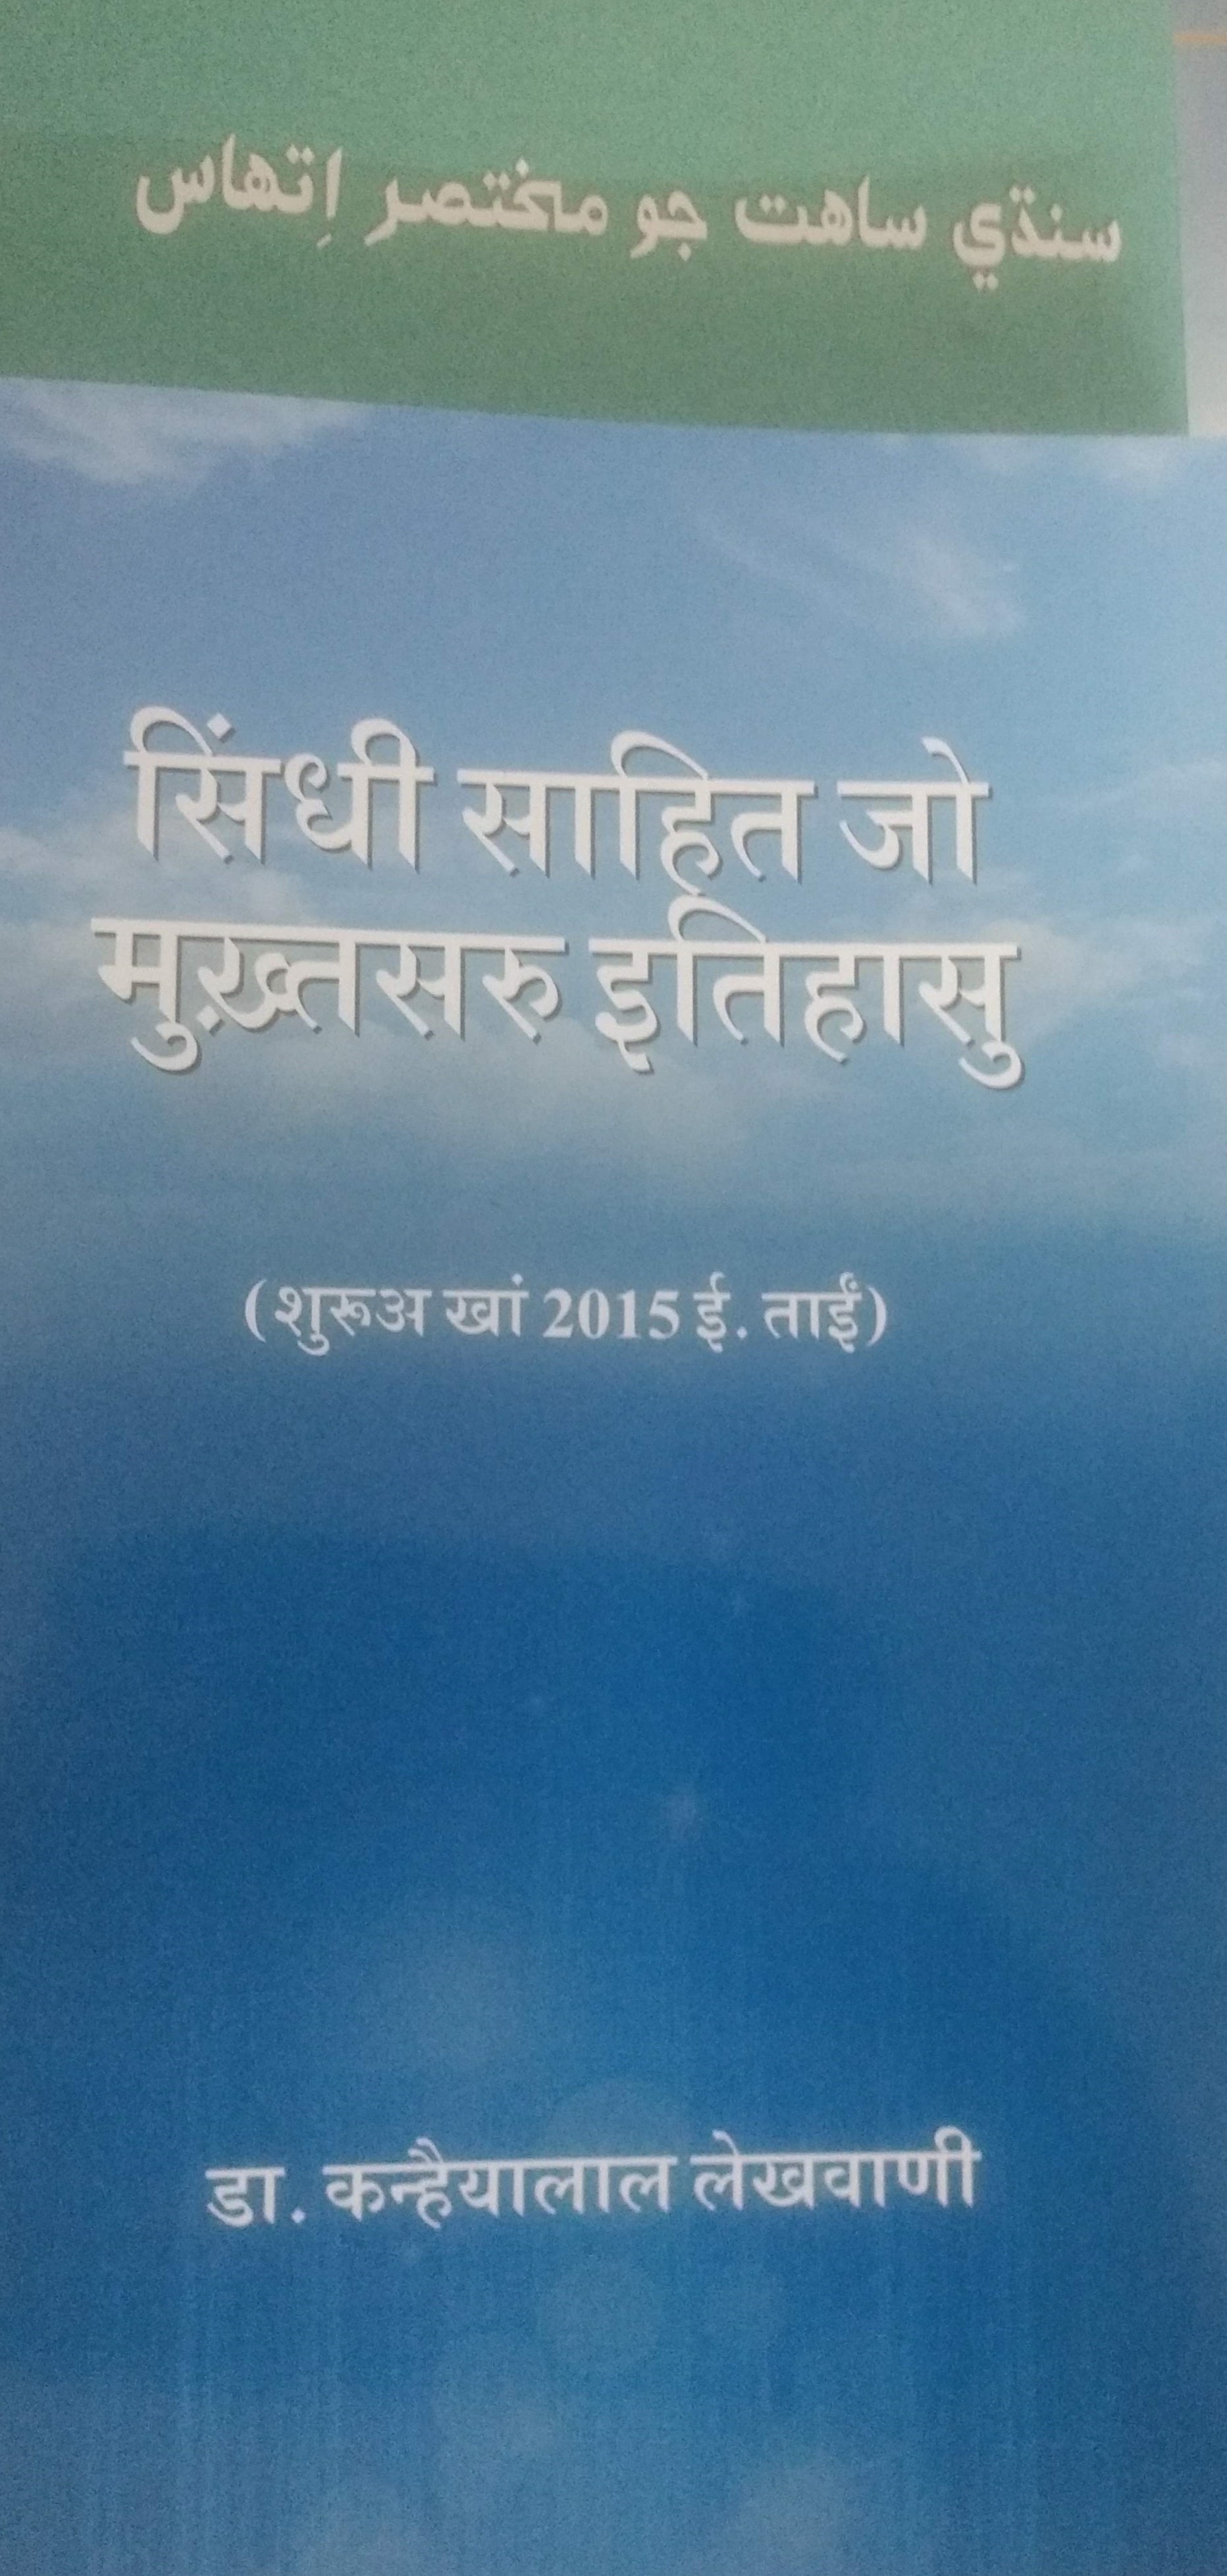 سنڌي ساهت جو مختصر اِتهاس
सिंधी साहित जो
मुख़्तसरु इतिहासु
(शुरूअ खां 2015 ई. ताईं)
डा. कन्हैयालाल लेखवाणी